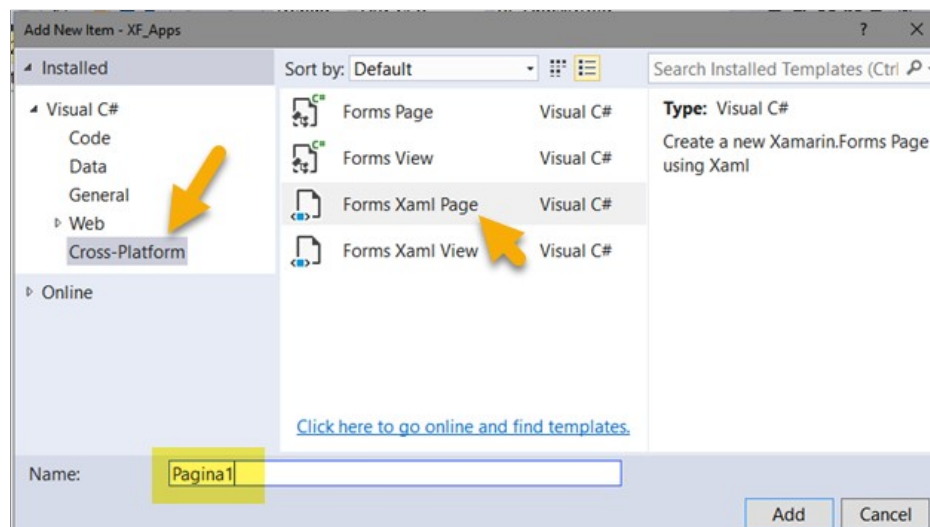 Add New Item - XF_Apps
? ×
Installed
Sort by: Default
Search Installed Templates (Ctrl
Visual C#
Code
Data
General
Web
Cross-Platform
Online
C# Forms Page Visual C#
C# Forms View Visual C#
Forms Xaml Page Visual C#
Forms Xaml View Visual C#
Type: Visual C#
Create a new Xamarin.Forms Page
using Xaml
Click here to go online and find templates.
Name: Pagina1
Add Cancel